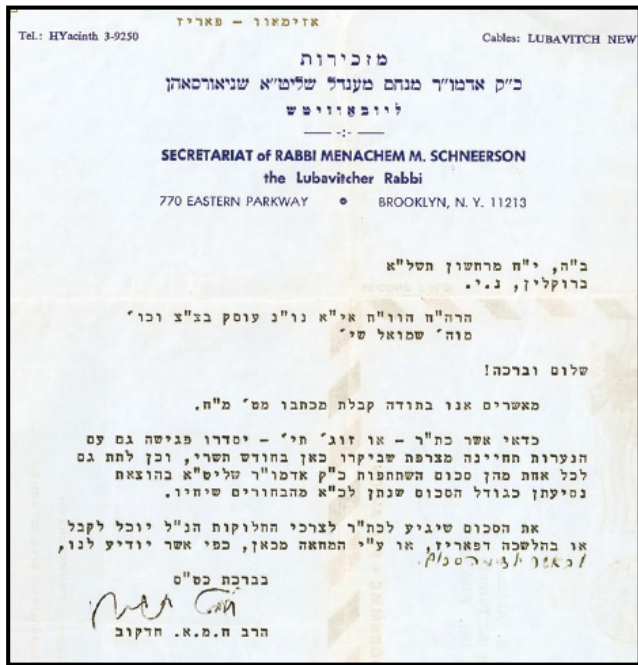 אזימאוו - פאריז
Tel.: HYacinth 3-9250
Cables: LUBAVITCH NEW
מזכירות
כ״ק אדמו״ר מנחם מענדל שליט״א שניאורסאהן
ליובאוויטש
SECRETARIAT of RABBI MENACHEM M. SCHNEERSON
the Lubavitcher Rabbi
770 EASTERN PARKWAY • BROOKLYN, N. Y. 11213
ב"ה, י"ח מרחשון תשל"א
ברוקלין, נ.י.
הרה"ח הוו"ח אי"א נו"נ עוסק בצ"צ וכו'
מוה' שמואל שי'
שלום וברכה!
מאשרים אנו בתודה קבלת מכתבו מט' מ"ח.
כדאי אשר כת"ר - או זוג' תי' - יסדרו פגישה גם עם
הנערות תחיינה מצרפת שביקרו כאן בחודש תשרי, וכן לתת גם
לכל אחת מהן סכום השתתפות כ"ק אדמו"ר שליט"א בהוצאת
נסיעתן כגודל הסכום שנתן לכ"א מהבחורים שיחיו.
את הסכום שיגיע לכת"ר לצרכי החלוקות הנ"ל יוכל לקבל
או בהלשכה דפאריז, או ע"י המחאה מכאן, כפי אשר יודיע לנו,
הסכום.
בברכת כט"ס
הרב ח.מ.א. חדקוב